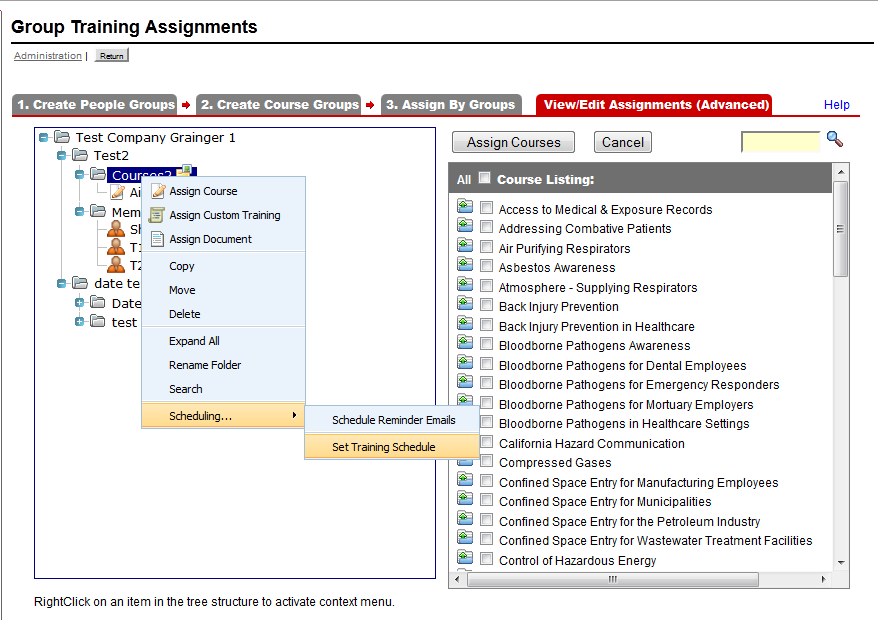 Group Training Assignments
Administration | Return
1. Create People Groups
2. Create Course Groups
3. Assign By Groups
View/Edit Assignments (Advanced)
Help
Test Company Grainger 1
Test2
Courses2
Ai
Mem
Sh
T1
T2
date te
Date
test
Assign Course
Assign Custom Training
Assign Document
Copy
Move
Delete
Expand All
Rename Folder
Search
Scheduling...
Schedule Reminder Emails
Set Training Schedule
Assign Courses
Cancel
All Course Listing:
Access to Medical & Exposure Records
Addressing Combative Patients
Air Purifying Respirators
Asbestos Awareness
Atmosphere - Supplying Respirators
Back Injury Prevention
Back Injury Prevention in Healthcare
Bloodborne Pathogens Awareness
Bloodborne Pathogens for Dental Employees
Bloodborne Pathogens for Emergency Responders
Bloodborne Pathogens for Mortuary Employers
Bloodborne Pathogens in Healthcare Settings
California Hazard Communication
Compressed Gases
Confined Space Entry for Manufacturing Employees
Confined Space Entry for Municipalities
Confined Space Entry for the Petroleum Industry
Confined Space Entry for Wastewater Treatment Facilities
Control of Hazardous Energy
RightClick on an item in the tree structure to activate context menu.